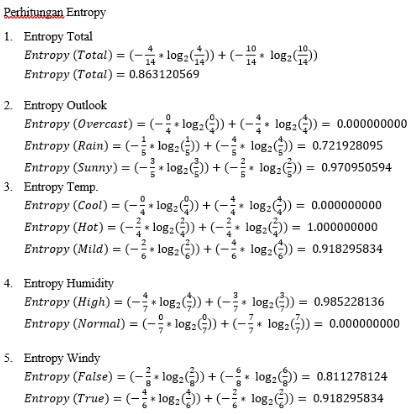 Perhitungan Entropy
1. Entropy Total
Entropy (Total) = (−4/14 ∗ log₂(4/14)) + (−10/14 ∗ log₂(10/14))
Entropy (Total) = 0.863120569
2. Entropy Outlook
Entropy (Overcast) = (−0/4 ∗ log₂(0/4)) + (−4/4 ∗ log₂(4/4)) = 0.000000000
Entropy (Rain) = (−1/5 ∗ log₂(1/5)) + (−4/5 ∗ log₂(4/5)) = 0.721928095
Entropy (Sunny) = (−3/5 ∗ log₂(3/5)) + (−2/5 ∗ log₂(2/5)) = 0.970950594
3. Entropy Temp.
Entropy (Cool) = (−0/4 ∗ log₂(0/4)) + (−4/4 ∗ log₂(4/4)) = 0.000000000
Entropy (Hot) = (−2/4 ∗ log₂(2/4)) + (−2/4 ∗ log₂(2/4)) = 1.000000000
Entropy (Mild) = (−2/6 ∗ log₂(2/6)) + (−4/6 ∗ log₂(4/6)) = 0.918295834
4. Entropy Humidity
Entropy (High) = (−4/7 ∗ log₂(4/7)) + (−3/7 ∗ log₂(3/7)) = 0.985228136
Entropy (Normal) = (−0/7 ∗ log₂(0/7)) + (−7/7 ∗ log₂(7/7)) = 0.000000000
5. Entropy Windy
Entropy (False) = (−2/8 ∗ log₂(2/8)) + (−6/8 ∗ log₂(6/8)) = 0.811278124
Entropy (True) = (−4/6 ∗ log₂(4/6)) + (−2/6 ∗ log₂(2/6)) = 0.918295834